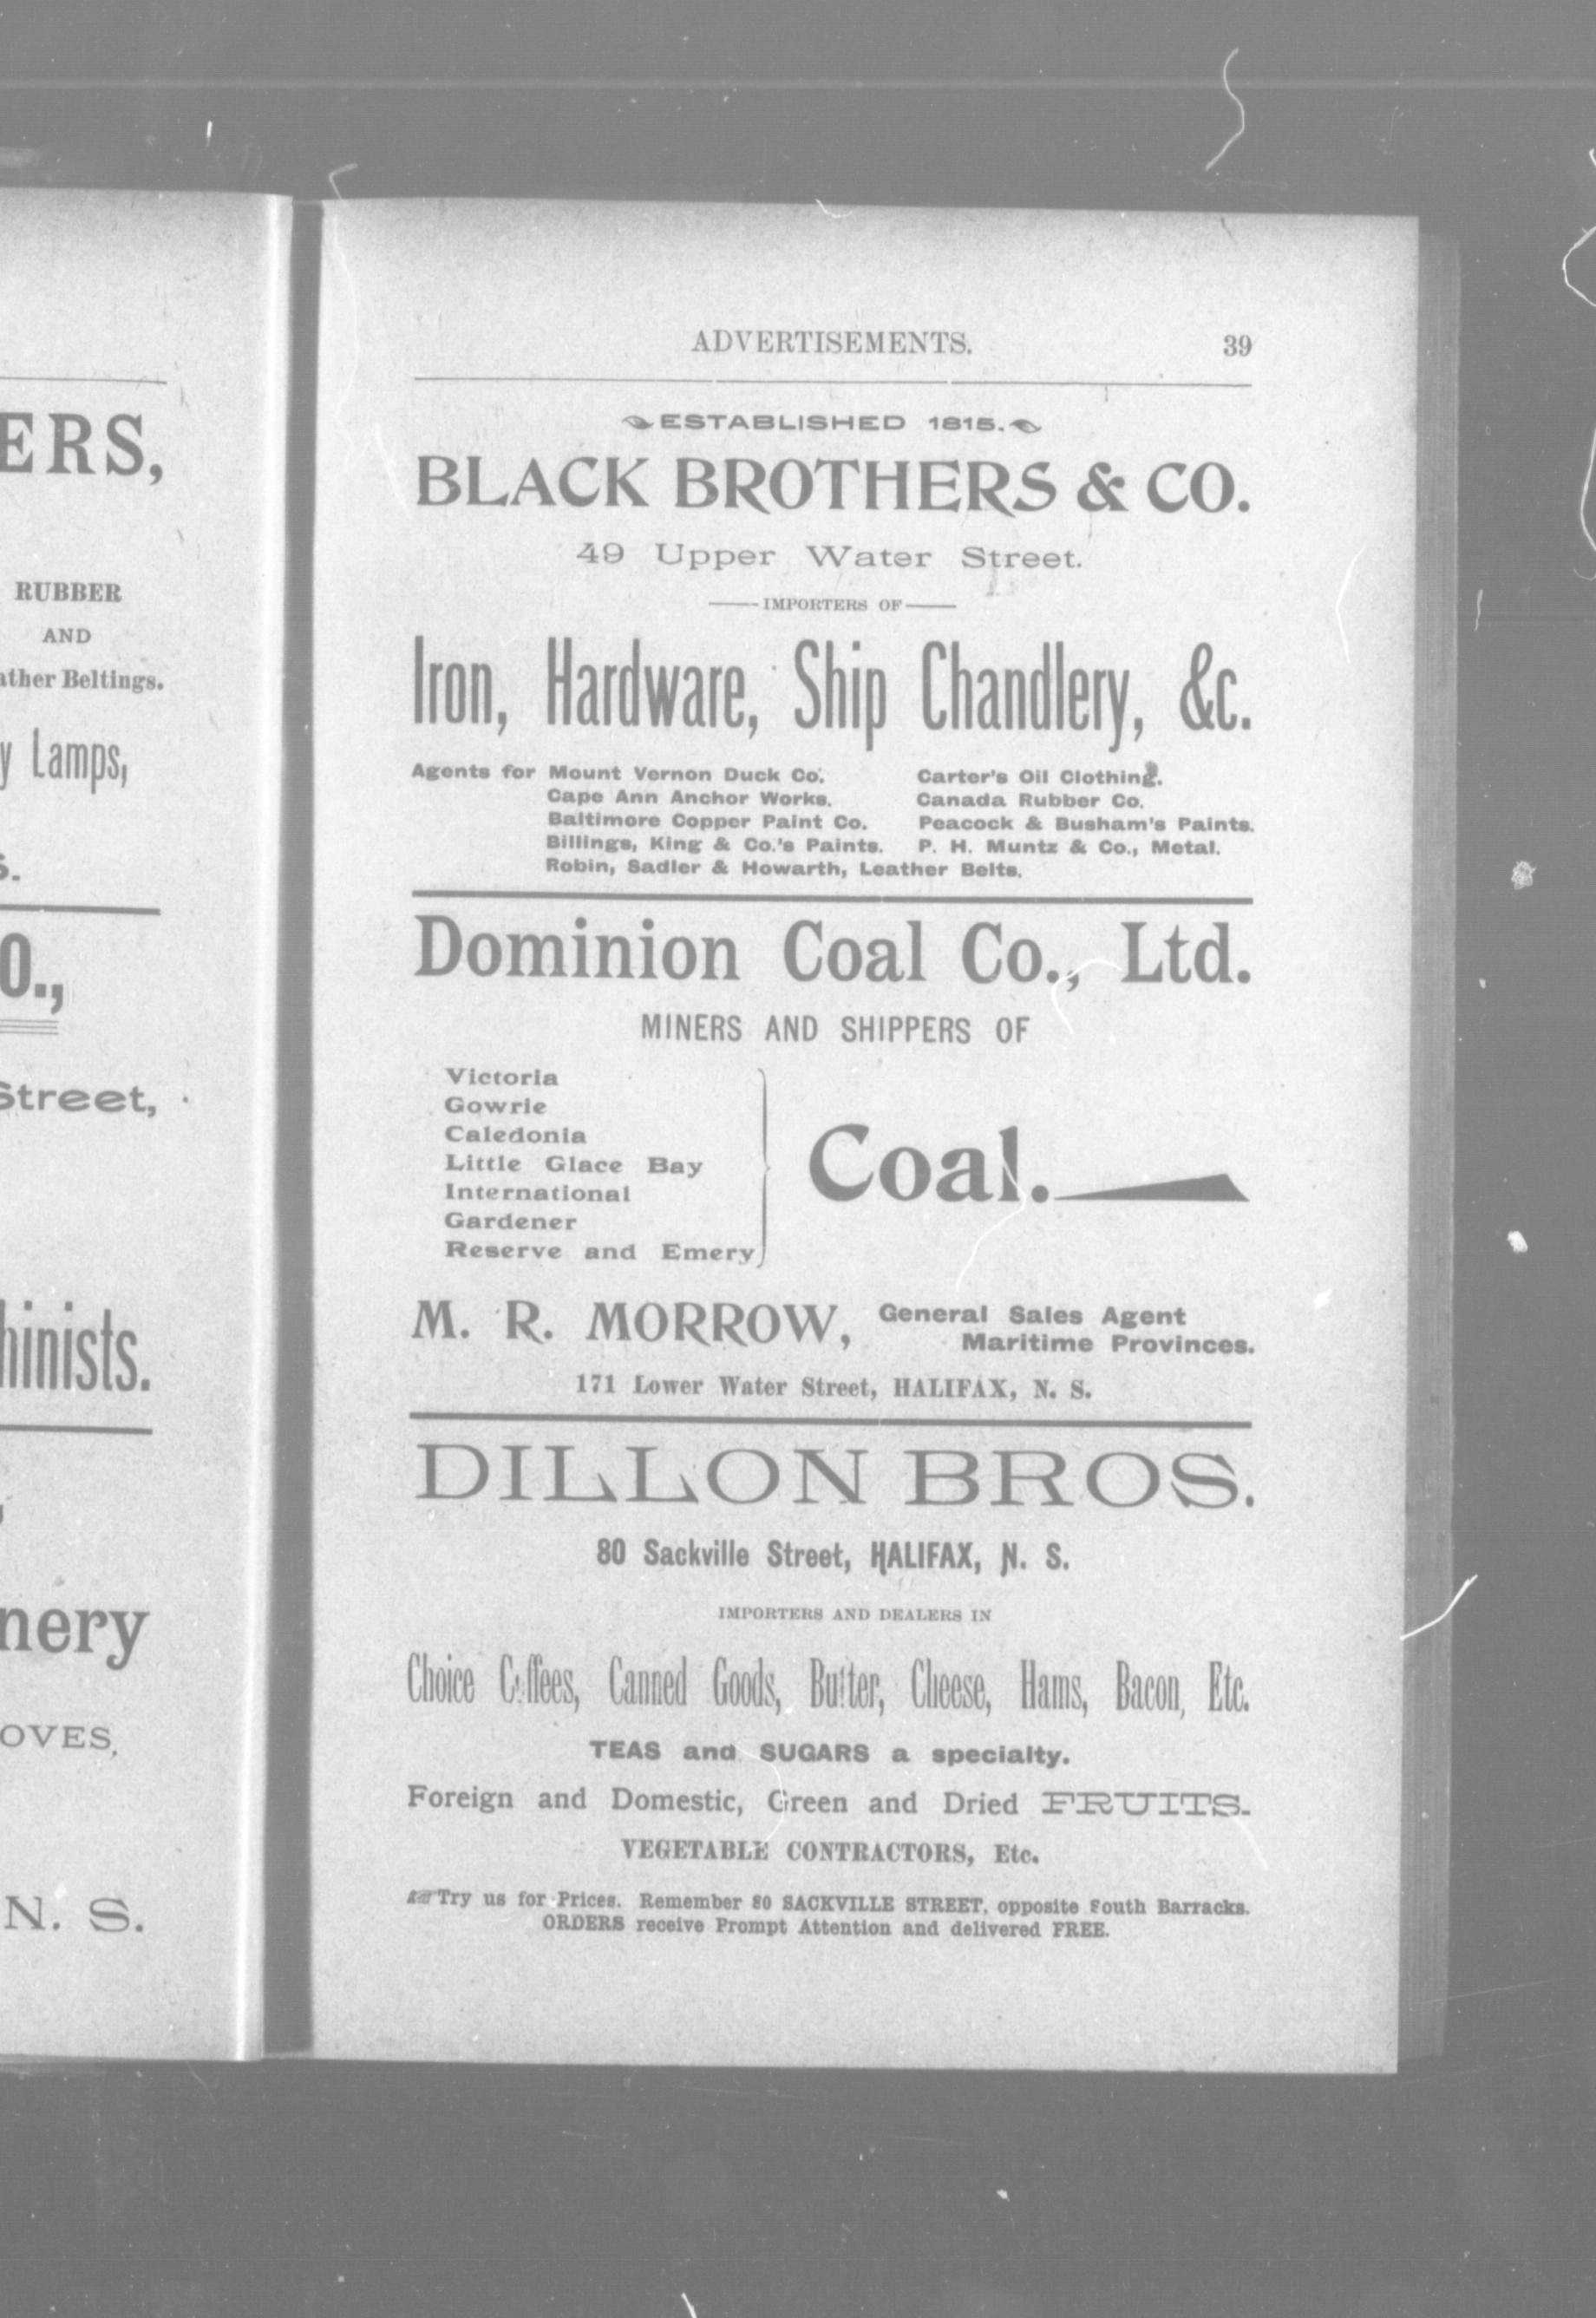 ERS,
RUBBER
AND
Beltings.
Lamps,
O.,
Street,
N. S.
ADVERTISEMENTS. 39
ESTABLISHED 1815.
BLACK BROTHERS & CO.
49 Upper Water Street.
IMPORTERS OF
Iron, Hardware, Ship Chandlery, &c.
Agents for Mount Vernon Duck Co. Carter's Oil Clothing.
Cape Ann Anchor Works. Canada Rubber Co.
Baltimore Copper Paint Co. Peacock & Busham's Paints.
Billings, King & Co.'s Paints. P. H. Muntz & Co., Metal.
Robin, Sadler & Howarth, Leather Belts.
Dominion Coal Co., Ltd.
MINERS AND SHIPPERS OF
Victoria
Gowrie
Caledonia
Little Glace Bay
International
Gardener
Reserve and Emery
Coal.
M. R. MORROW, General Sales Agent
Maritime Provinces.
171 Lower Water Street, HALIFAX, N. S.
DILLON BROS.
80 Sackville Street, HALIFAX, N. S.
IMPORTERS AND DEALERS IN
Choice Coffees, Canned Goods, Butter, Cheese, Hams, Bacon, Etc.
TEAS and SUGARS a specialty.
Foreign and Domestic, Green and Dried FRUITS.
VEGETABLE CONTRACTORS, Etc.
Try us for Prices. Remember 80 SACKVILLE STREET, opposite South Barracks.
ORDERS receive Prompt Attention and delivered FREE.